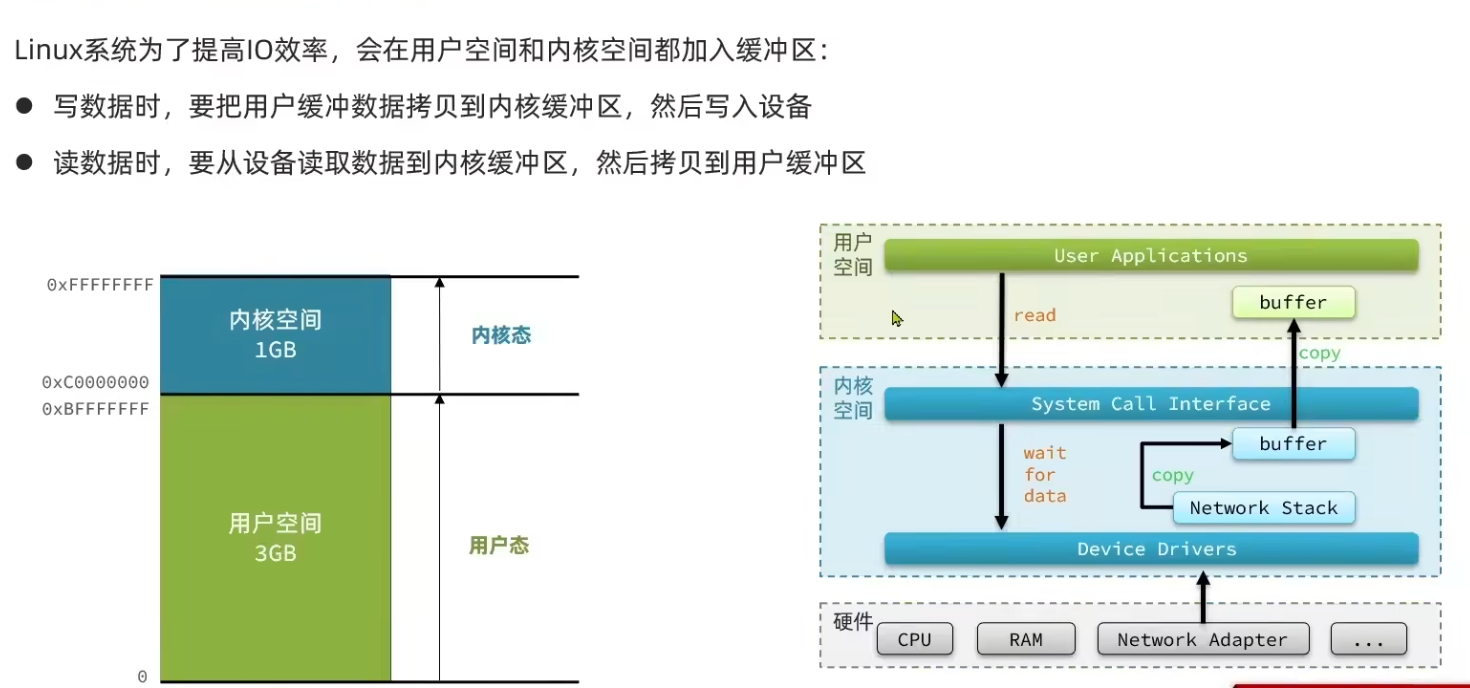 Linux系统为了提高IO效率，会在用户空间和内核空间都加入缓冲区：
● 写数据时，要把用户缓冲数据拷贝到内核缓冲区，然后写入设备
● 读数据时，要从设备读取数据到内核缓冲区，然后拷贝到用户缓冲区
0xFFFFFFFF
内核空间
1GB
内核态
0xC0000000
0xBFFFFFFF
用户空间
3GB
用户态
0
用户
空间
User Applications
buffer
read
copy
内核
空间
System Call Interface
buffer
wait
for
data
copy
Network Stack
Device Drivers
硬件
CPU
RAM
Network Adapter
...